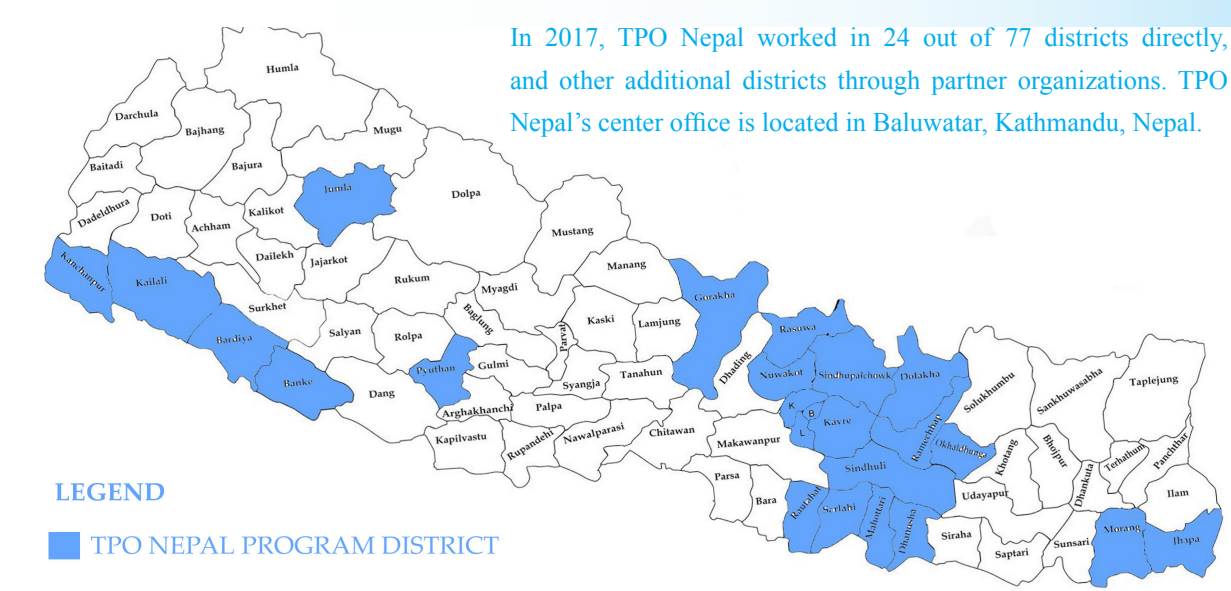 In 2017, TPO Nepal worked in 24 out of 77 districts directly,
and other additional districts through partner organizations. TPO
Nepal's center office is located in Baluwatar, Kathmandu, Nepal.
Humla
Darchula
Bajhang
Mugu
Baitadi
Bajura
Jumla
Dolpa
Dadeldhura
Doti
Achham
Kalikot
Mustang
Dailekh
Jajarkot
Manang
Kanchanpur
Kailali
Rukum
Myagdi
Gorakha
Surkhet
Baglung
Kaski
Lamjung
Rasuwa
Bardiya
Salyan
Rolpa
Parvat
Gulmi
Dhading
Nuwakot
Sindhupalchowk
Dolakha
Solukhumbu
Sankhuwasabha
Taplejung
Banke
Pyuthan
Syangja
Tanahun
Dang
Arghakhanchi
Palpa
K
B
L
Kavre
Ramechhap
Okhaldhunga
Kapilvastu
Rupandehi
Nawalparasi
Chitawan
Makawanpur
Khotang
Bhojpur
Terhathum
Panchthar
Sindhuli
Parsa
Bara
Udayapur
Dhankuta
Ilam
Rautahat
Sarlahi
Mahottari
Dhanusha
Siraha
Saptari
Sunsari
Morang
Jhapa
LEGEND
TPO NEPAL PROGRAM DISTRICT